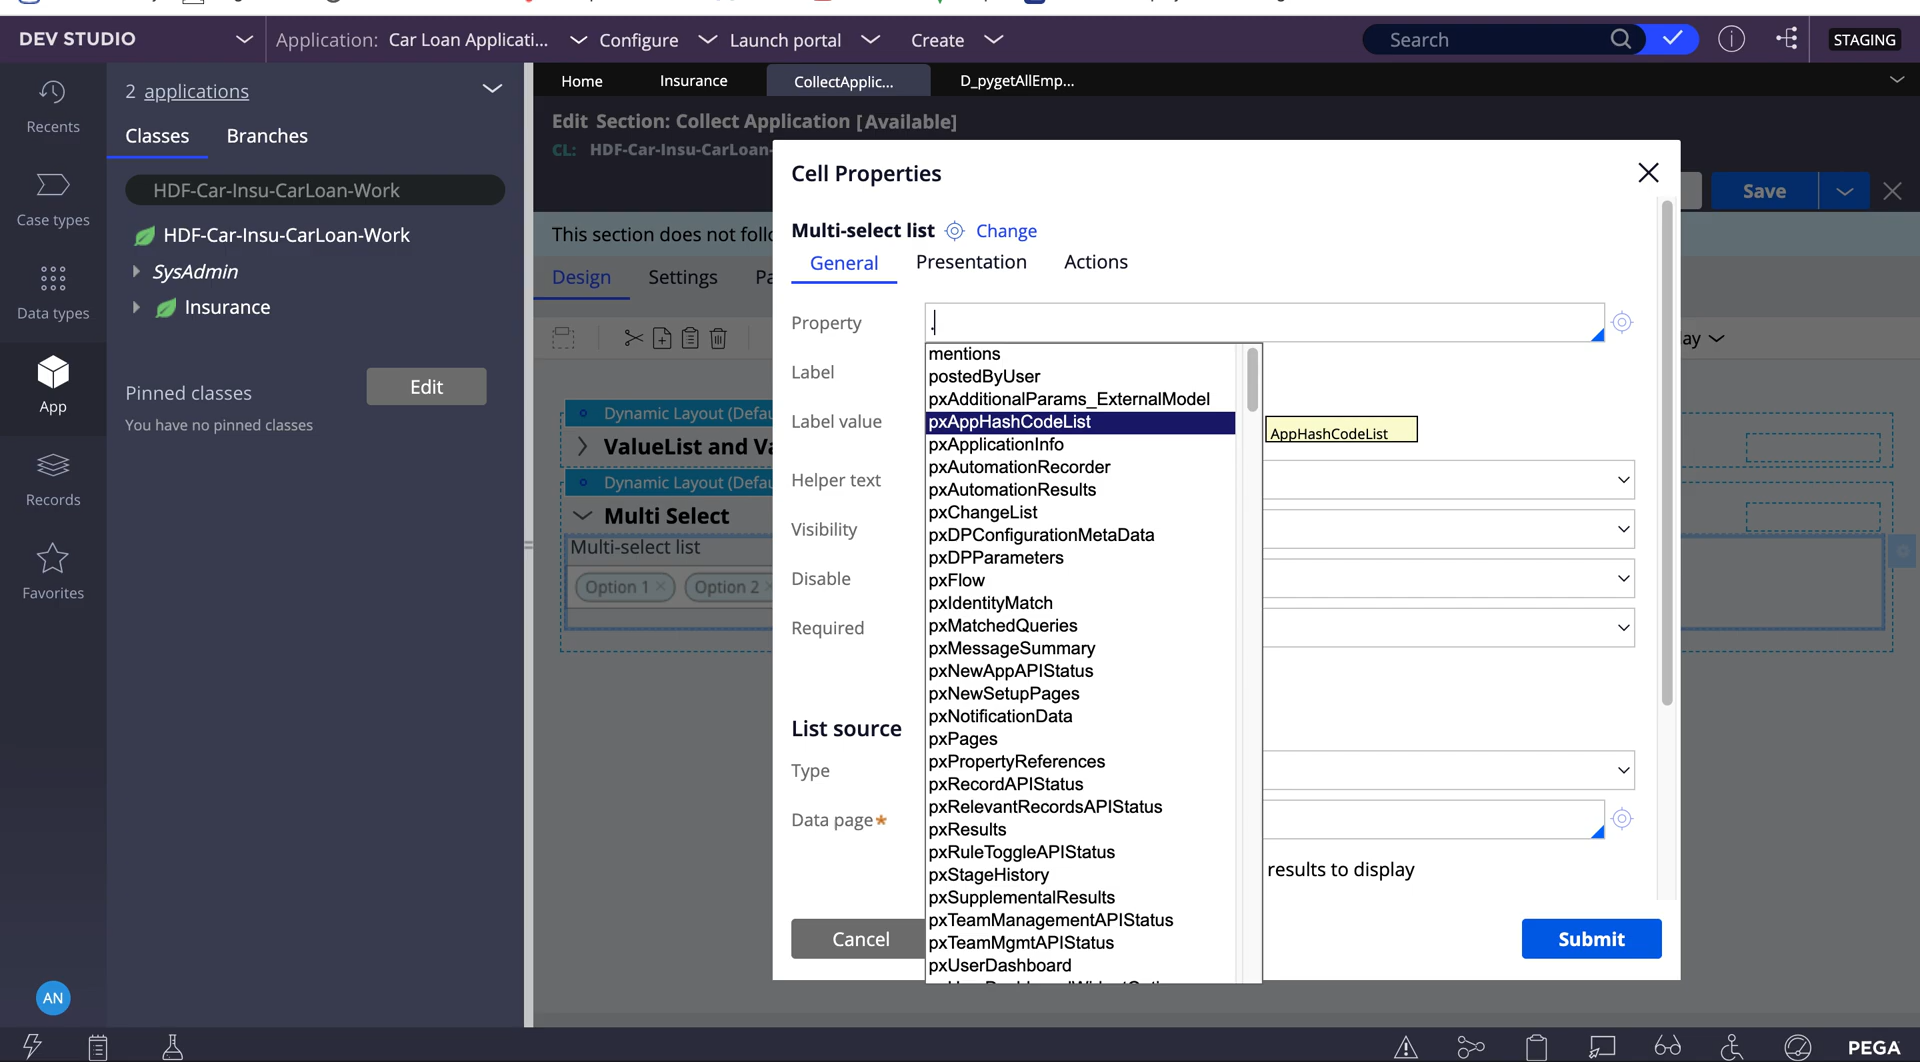 DEV STUDIO
Application: Car Loan Applicati...
Configure
Launch portal
Create
Search
STAGING
Recents
Case types
Data types
App
Records
Favorites
AN
2 applications
Classes
Branches
HDF-Car-Insu-CarLoan-Work
HDF-Car-Insu-CarLoan-Work
SysAdmin
Insurance
Pinned classes
Edit
You have no pinned classes
Home
Insurance
CollectApplic...
D_pygetAllEmp...
Edit Section: Collect Application [Available]
CL: HDF-Car-Insu-CarLoan-
Save
This section does not foll
Design
Settings
Pa
ay
Dynamic Layout (Defau
ValueList and Va
Dynamic Layout (Defau
Multi Select
Multi-select list
Option 1 ×
Option 2 ×
Cell Properties
Multi-select list
Change
General
Presentation
Actions
Property
.
Label
Label value
Helper text
Visibility
Disable
Required
List source
Type
Data page*
results to display
Cancel
Submit
mentions
postedByUser
pxAdditionalParams_ExternalModel
pxAppHashCodeList
AppHashCodeList
pxApplicationInfo
pxAutomationRecorder
pxAutomationResults
pxChangeList
pxDPConfigurationMetaData
pxDPParameters
pxFlow
pxIdentityMatch
pxMatchedQueries
pxMessageSummary
pxNewAppAPIStatus
pxNewSetupPages
pxNotificationData
pxPages
pxPropertyReferences
pxRecordAPIStatus
pxRelevantRecordsAPIStatus
pxResults
pxRuleToggleAPIStatus
pxStageHistory
pxSupplementalResults
pxTeamManagementAPIStatus
pxTeamMgmtAPIStatus
pxUserDashboard
PEGA